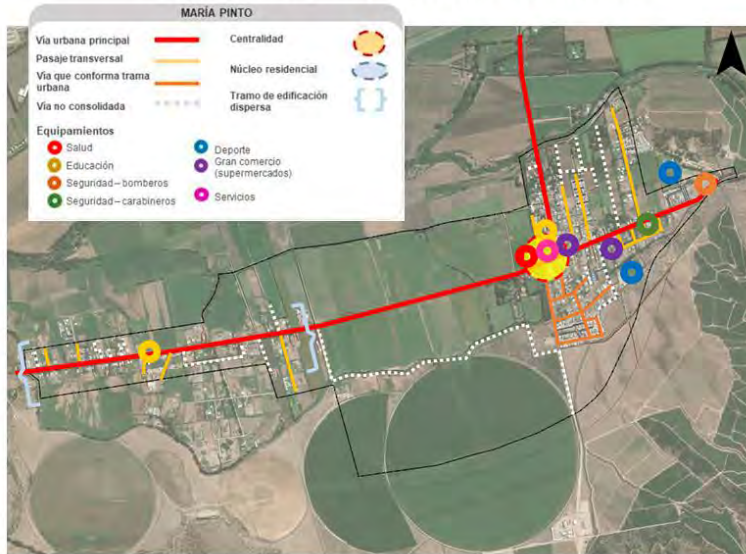 MARÍA PINTO
Vía urbana principal
Pasaje transversal
Vía que conforma trama
urbana
Vía no consolidada
Centralidad
Núcleo residencial
Tramo de edificación
dispersa
Equipamientos
Salud
Educación
Seguridad—bomberos
Seguridad—carabineros
Deporte
Gran comercio
(supermercados)
Servicios